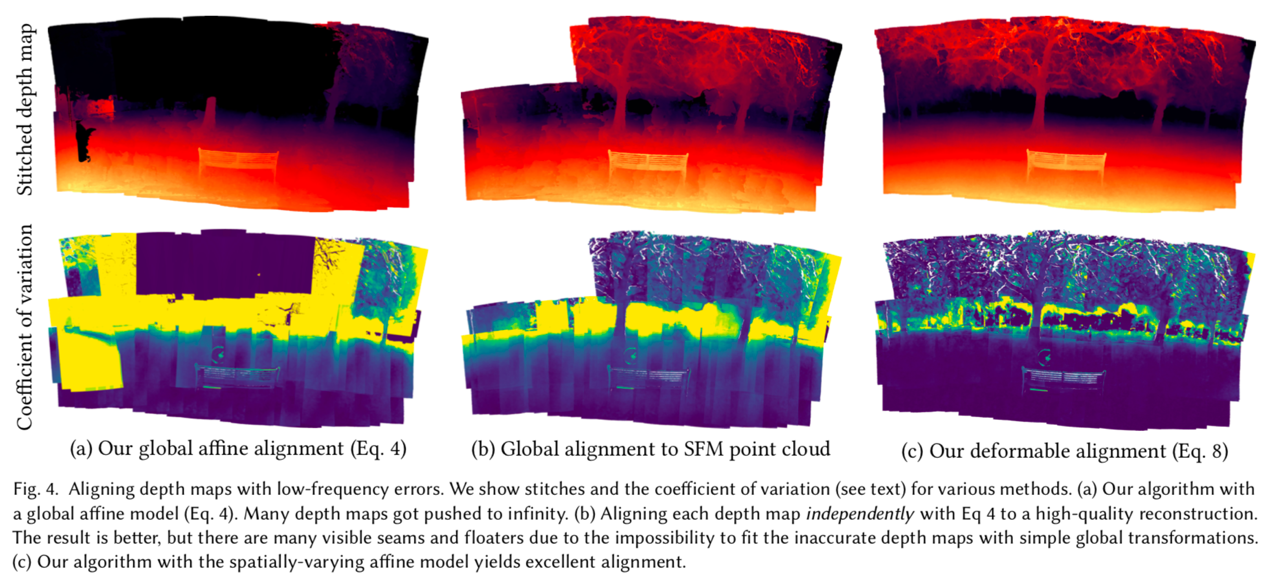 Stitched depth map
Coefficient of variation
(a) Our global affine alignment (Eq. 4)
(b) Global alignment to SFM point cloud
(c) Our deformable alignment (Eq. 8)
Fig. 4. Aligning depth maps with low-frequency errors. We show stitches and the coefficient of variation (see text) for various methods. (a) Our algorithm with
a global affine model (Eq. 4). Many depth maps got pushed to infinity. (b) Aligning each depth map independently with Eq 4 to a high-quality reconstruction.
The result is better, but there are many visible seams and floaters due to the impossibility to fit the inaccurate depth maps with simple global transformations.
(c) Our algorithm with the spatially-varying affine model yields excellent alignment.